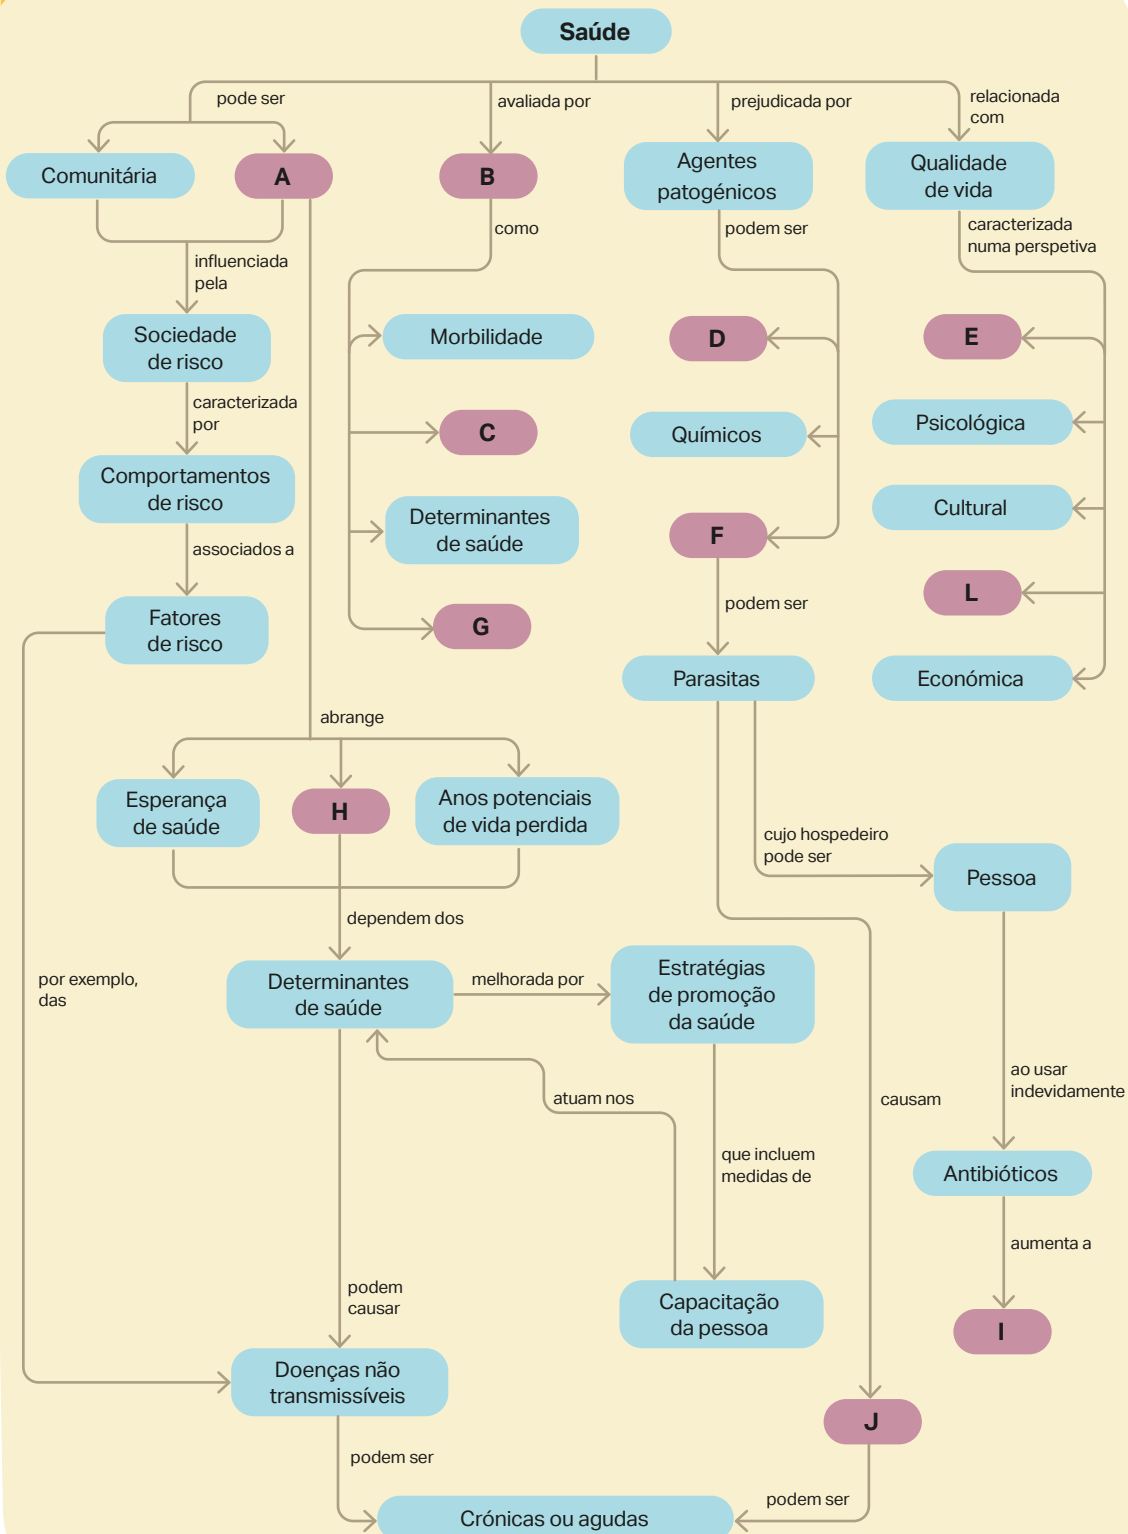 Saúde
pode ser
avaliada por
prejudicada por
relacionada
com
Comunitária
A
B
Agentes
patogénicos
Qualidade
de vida
influenciada
pela
como
podem ser
caracterizada
numa perspetiva
Sociedade
de risco
Morbilidade
D
E
caracterizada
por
C
Químicos
Psicológica
Comportamentos
de risco
Determinantes
de saúde
F
Cultural
associados a
podem ser
L
Fatores
de risco
G
Parasitas
Económica
abrange
Esperança
de saúde
H
Anos potenciais
de vida perdida
cujo hospedeiro
pode ser
Pessoa
dependem dos
por exemplo,
das
Determinantes
de saúde
melhorada por
Estratégias
de promoção
da saúde
atuam nos
causam
ao usar
indevidamente
que incluem
medidas de
Antibióticos
aumenta a
podem
causar
Capacitação
da pessoa
I
Doenças não
transmissíveis
J
podem ser
podem ser
Crónicas ou agudas